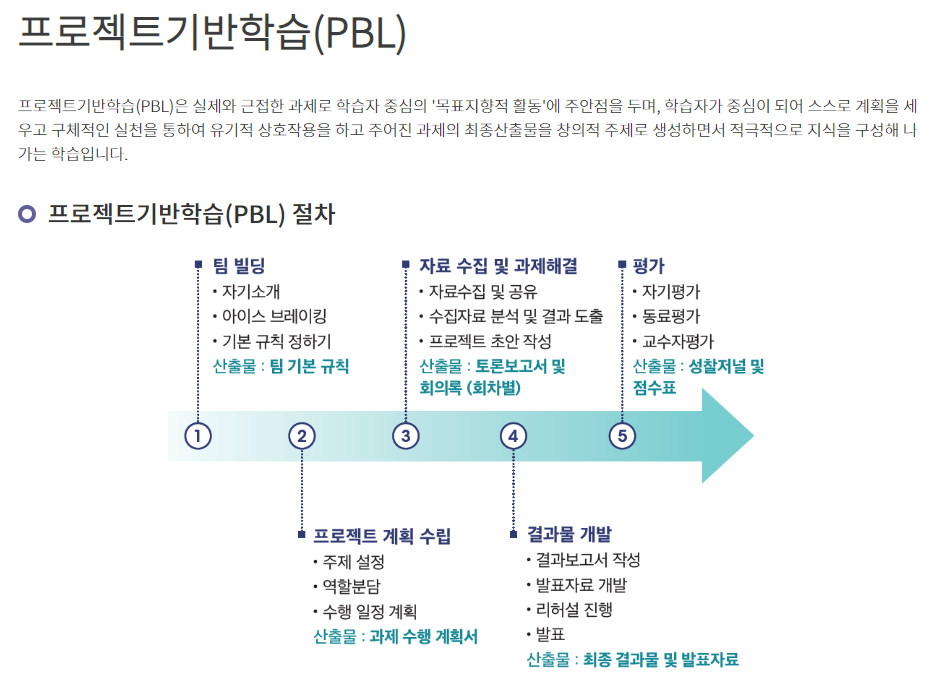 프로젝트기반학습(PBL)
프로젝트기반학습(PBL)은 실제와 근접한 과제로 학습자 중심의 '목표지향적 활동'에 주안점을 두며, 학습자가 중심이 되어 스스로 계획을 세
우고 구체적인 실천을 통하여 유기적 상호작용을 하고 주어진 과제의 최종산출물을 창의적 주제로 생성하면서 적극적으로 지식을 구성해 나
가는 학습입니다.
프로젝트기반학습(PBL) 절차
팀 빌딩
• 자기소개
• 아이스 브레이킹
• 기본 규칙 정하기
산출물 : 팀 기본 규칙
자료 수집 및 과제해결
• 자료수집 및 공유
• 수집자료 분석 및 결과 도출
• 프로젝트 초안 작성
산출물 : 토론보고서 및
회의록 (회차별)
평가
• 자기평가
• 동료평가
• 교수자평가
산출물 : 성찰저널 및
점수표
1 2 3 4 5
프로젝트 계획 수립
• 주제 설정
• 역할분담
• 수행 일정 계획
산출물 : 과제 수행 계획서
결과물 개발
• 결과보고서 작성
• 발표자료 개발
• 리허설 진행
• 발표
산출물 : 최종 결과물 및 발표자료